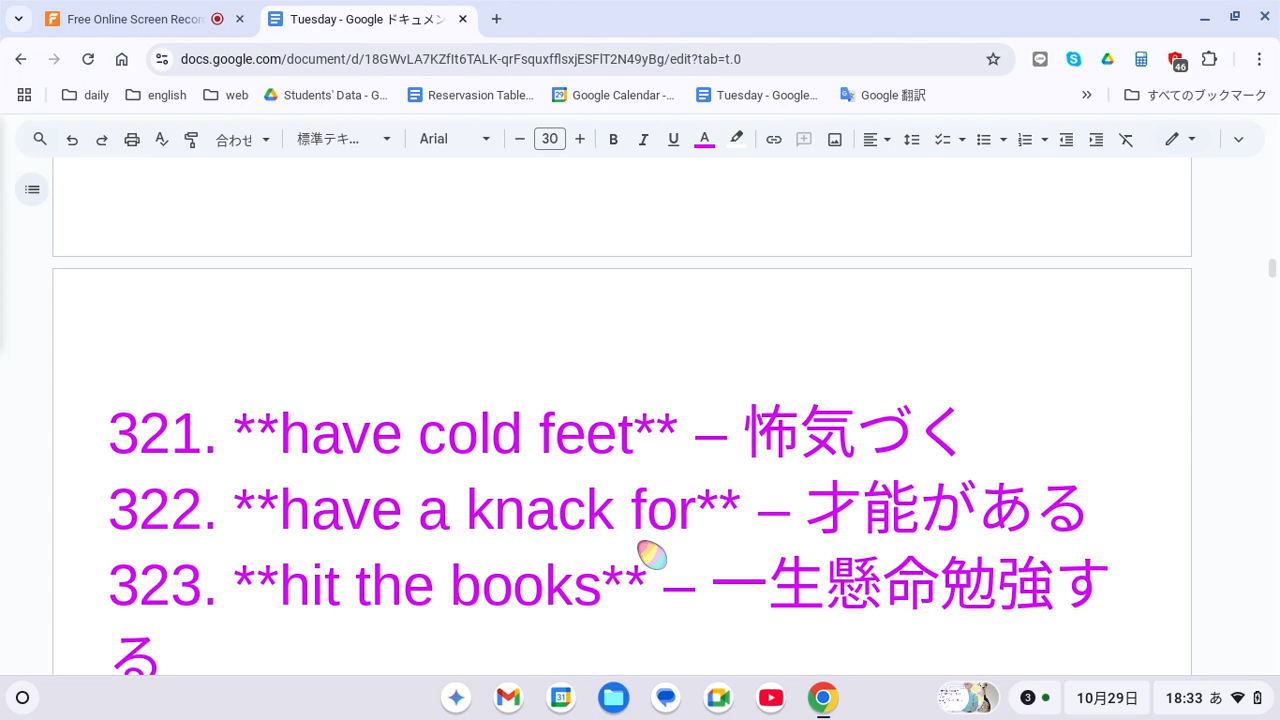 Free Online Screen Recor
Tuesday - Google ドキュメン
docs.google.com/document/d/
/edit?tab=t.0
46
daily
english
web
Students' Data - G...
Reservasion Table...
Google Calendar -...
Tuesday - Google...
Google 翻訳
すべてのブックマーク
合わせ
標準テキ...
Arial
30
321. **have cold feet** – 怖気づく
322. **have a knack for** – 才能がある
323. **hit the books** – 一生懸命勉強す
る
3
10月29日
18:33 あ